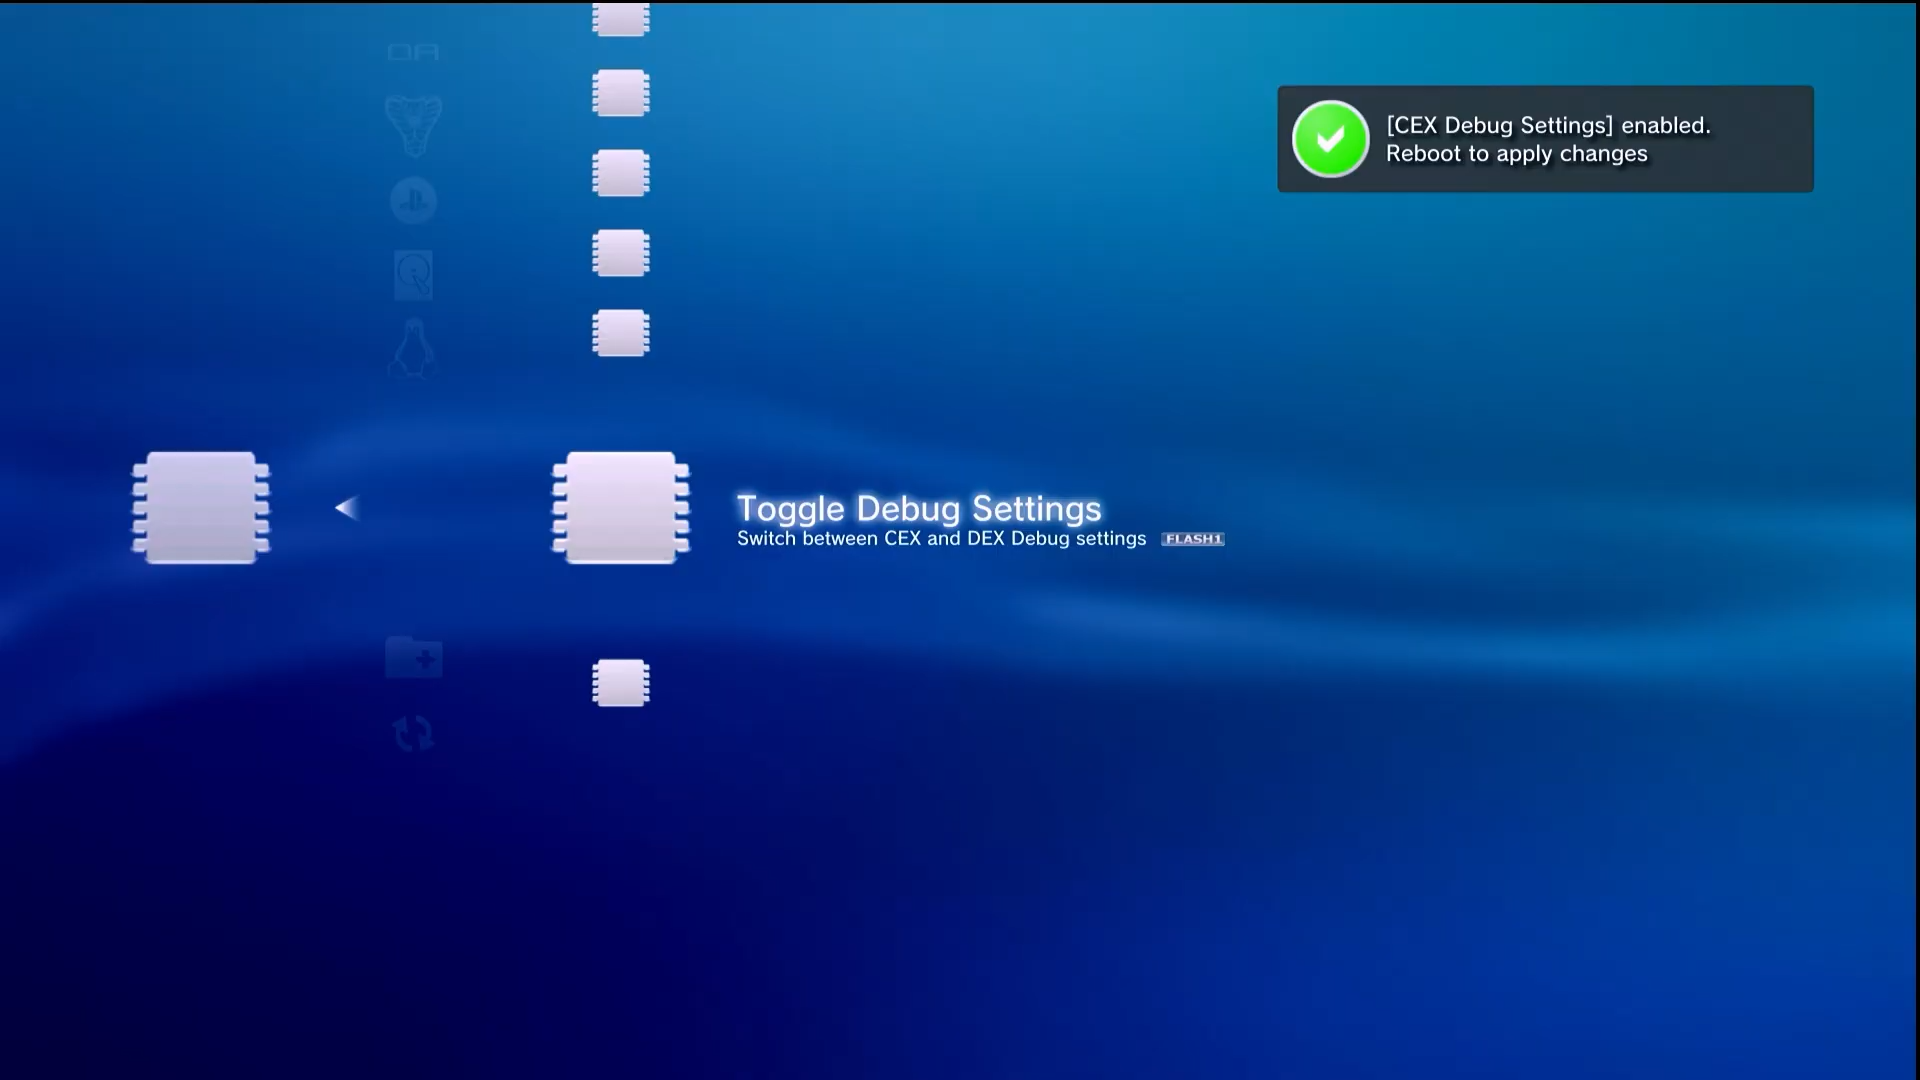 QA
[CEX Debug Settings] enabled.
Reboot to apply changes
Toggle Debug Settings
Switch between CEX and DEX Debug settings FLASH1